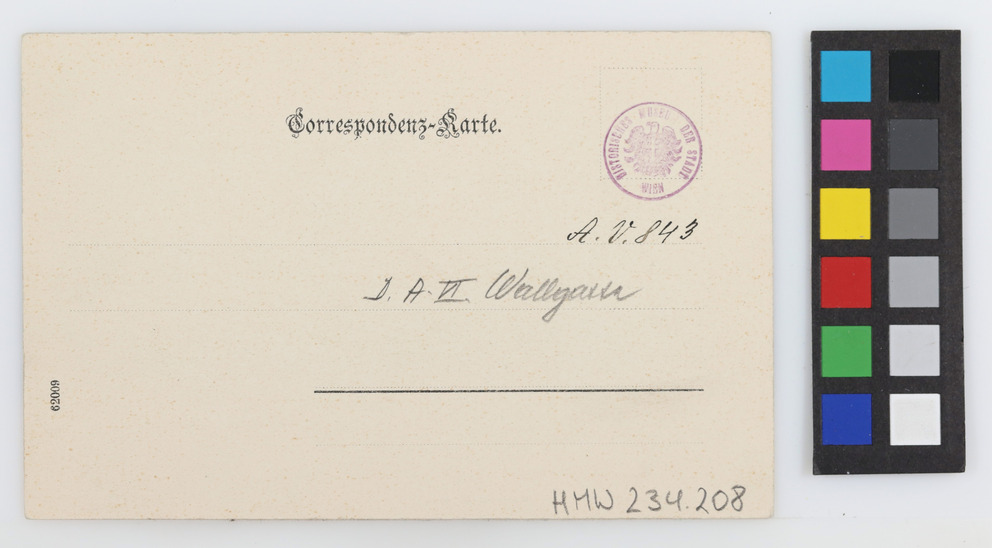 Correspondenz-Karte.
HISTORISCHES MUSEUM DER STADT WIEN
A. V. 843
D. A. VI. Wallgasse
62009
HMW 234.208